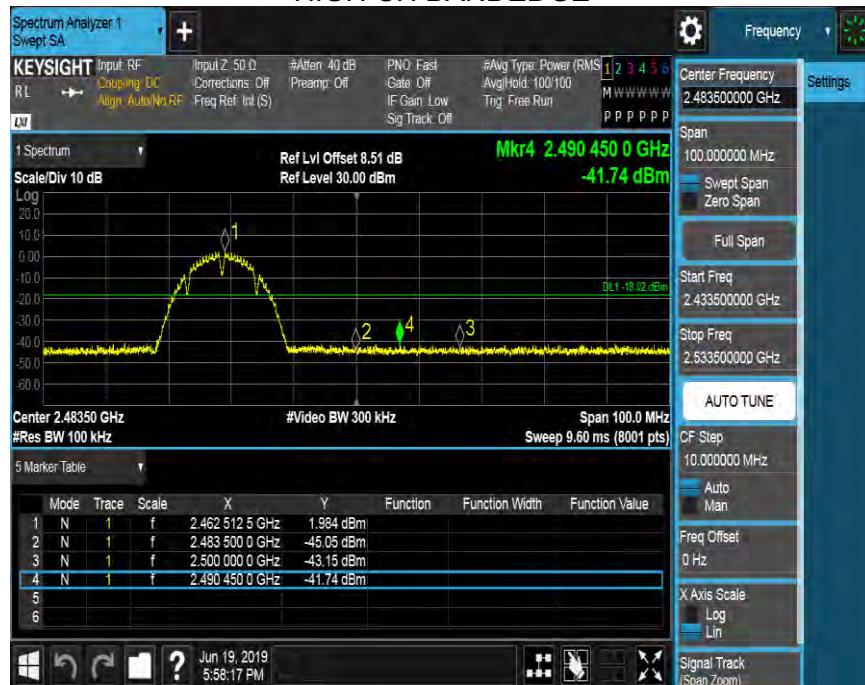 HIGH CH BANDEDGE
Spectrum Analyzer 1
Swept SA
+
Frequency
KEYSIGHT
RL
LXI
Input: RF
Coupling: DC
Align: Auto/No RF
Input Z: 50 Ω
Corrections: Off
Freq Ref: Int (S)
#Atten: 40 dB
Preamp: Off
PNO: Fast
Gate: Off
IF Gain: Low
Sig Track: Off
#Avg Type: Power (RMS
Avg|Hold: 100/100
Trig: Free Run
1 2 3 4 5 6
M W W W W W
P P P P P P
1 Spectrum
Scale/Div 10 dB
Ref Lvl Offset 8.51 dB
Ref Level 30.00 dBm
Mkr4 2.490 450 0 GHz
-41.74 dBm
Log
20.0
10.0
0.00
-10.0
-20.0
-30.0
-40.0
-50.0
-60.0
1
DL1 -18.02 dBm
2
4
3
Center 2.48350 GHz
#Res BW 100 kHz
#Video BW 300 kHz
Span 100.0 MHz
Sweep 9.60 ms (8001 pts)
5 Marker Table
Mode Trace Scale X Y Function Function Width Function Value
1 N 1 f 2.462 512 5 GHz 1.984 dBm
2 N 1 f 2.483 500 0 GHz -45.05 dBm
3 N 1 f 2.500 000 0 GHz -43.15 dBm
4 N 1 f 2.490 450 0 GHz -41.74 dBm
5
6
?
Jun 19, 2019
5:58:17 PM
Center Frequency
2.483500000 GHz
Settings
Span
100.000000 MHz
Swept Span
Zero Span
Full Span
Start Freq
2.433500000 GHz
Stop Freq
2.533500000 GHz
AUTO TUNE
CF Step
10.000000 MHz
Auto
Man
Freq Offset
0 Hz
X Axis Scale
Log
Lin
Signal Track
(Span Zoom)